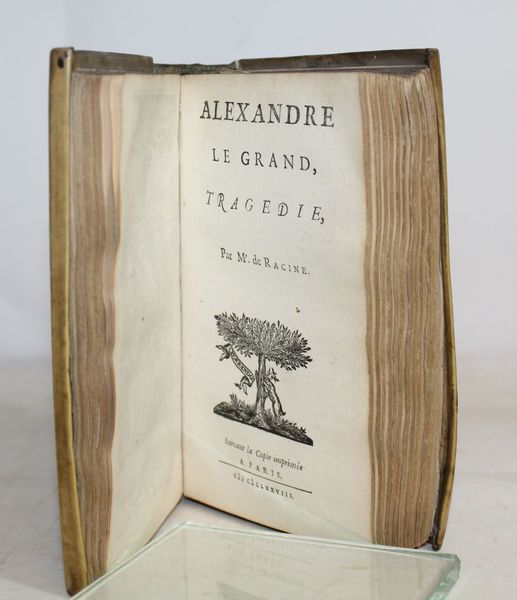 ALEXANDRE
LE GRAND,
TRAGEDIE,
Par Mʳ. de RACINE.
Suivant la Copie imprimée
A PARIS.